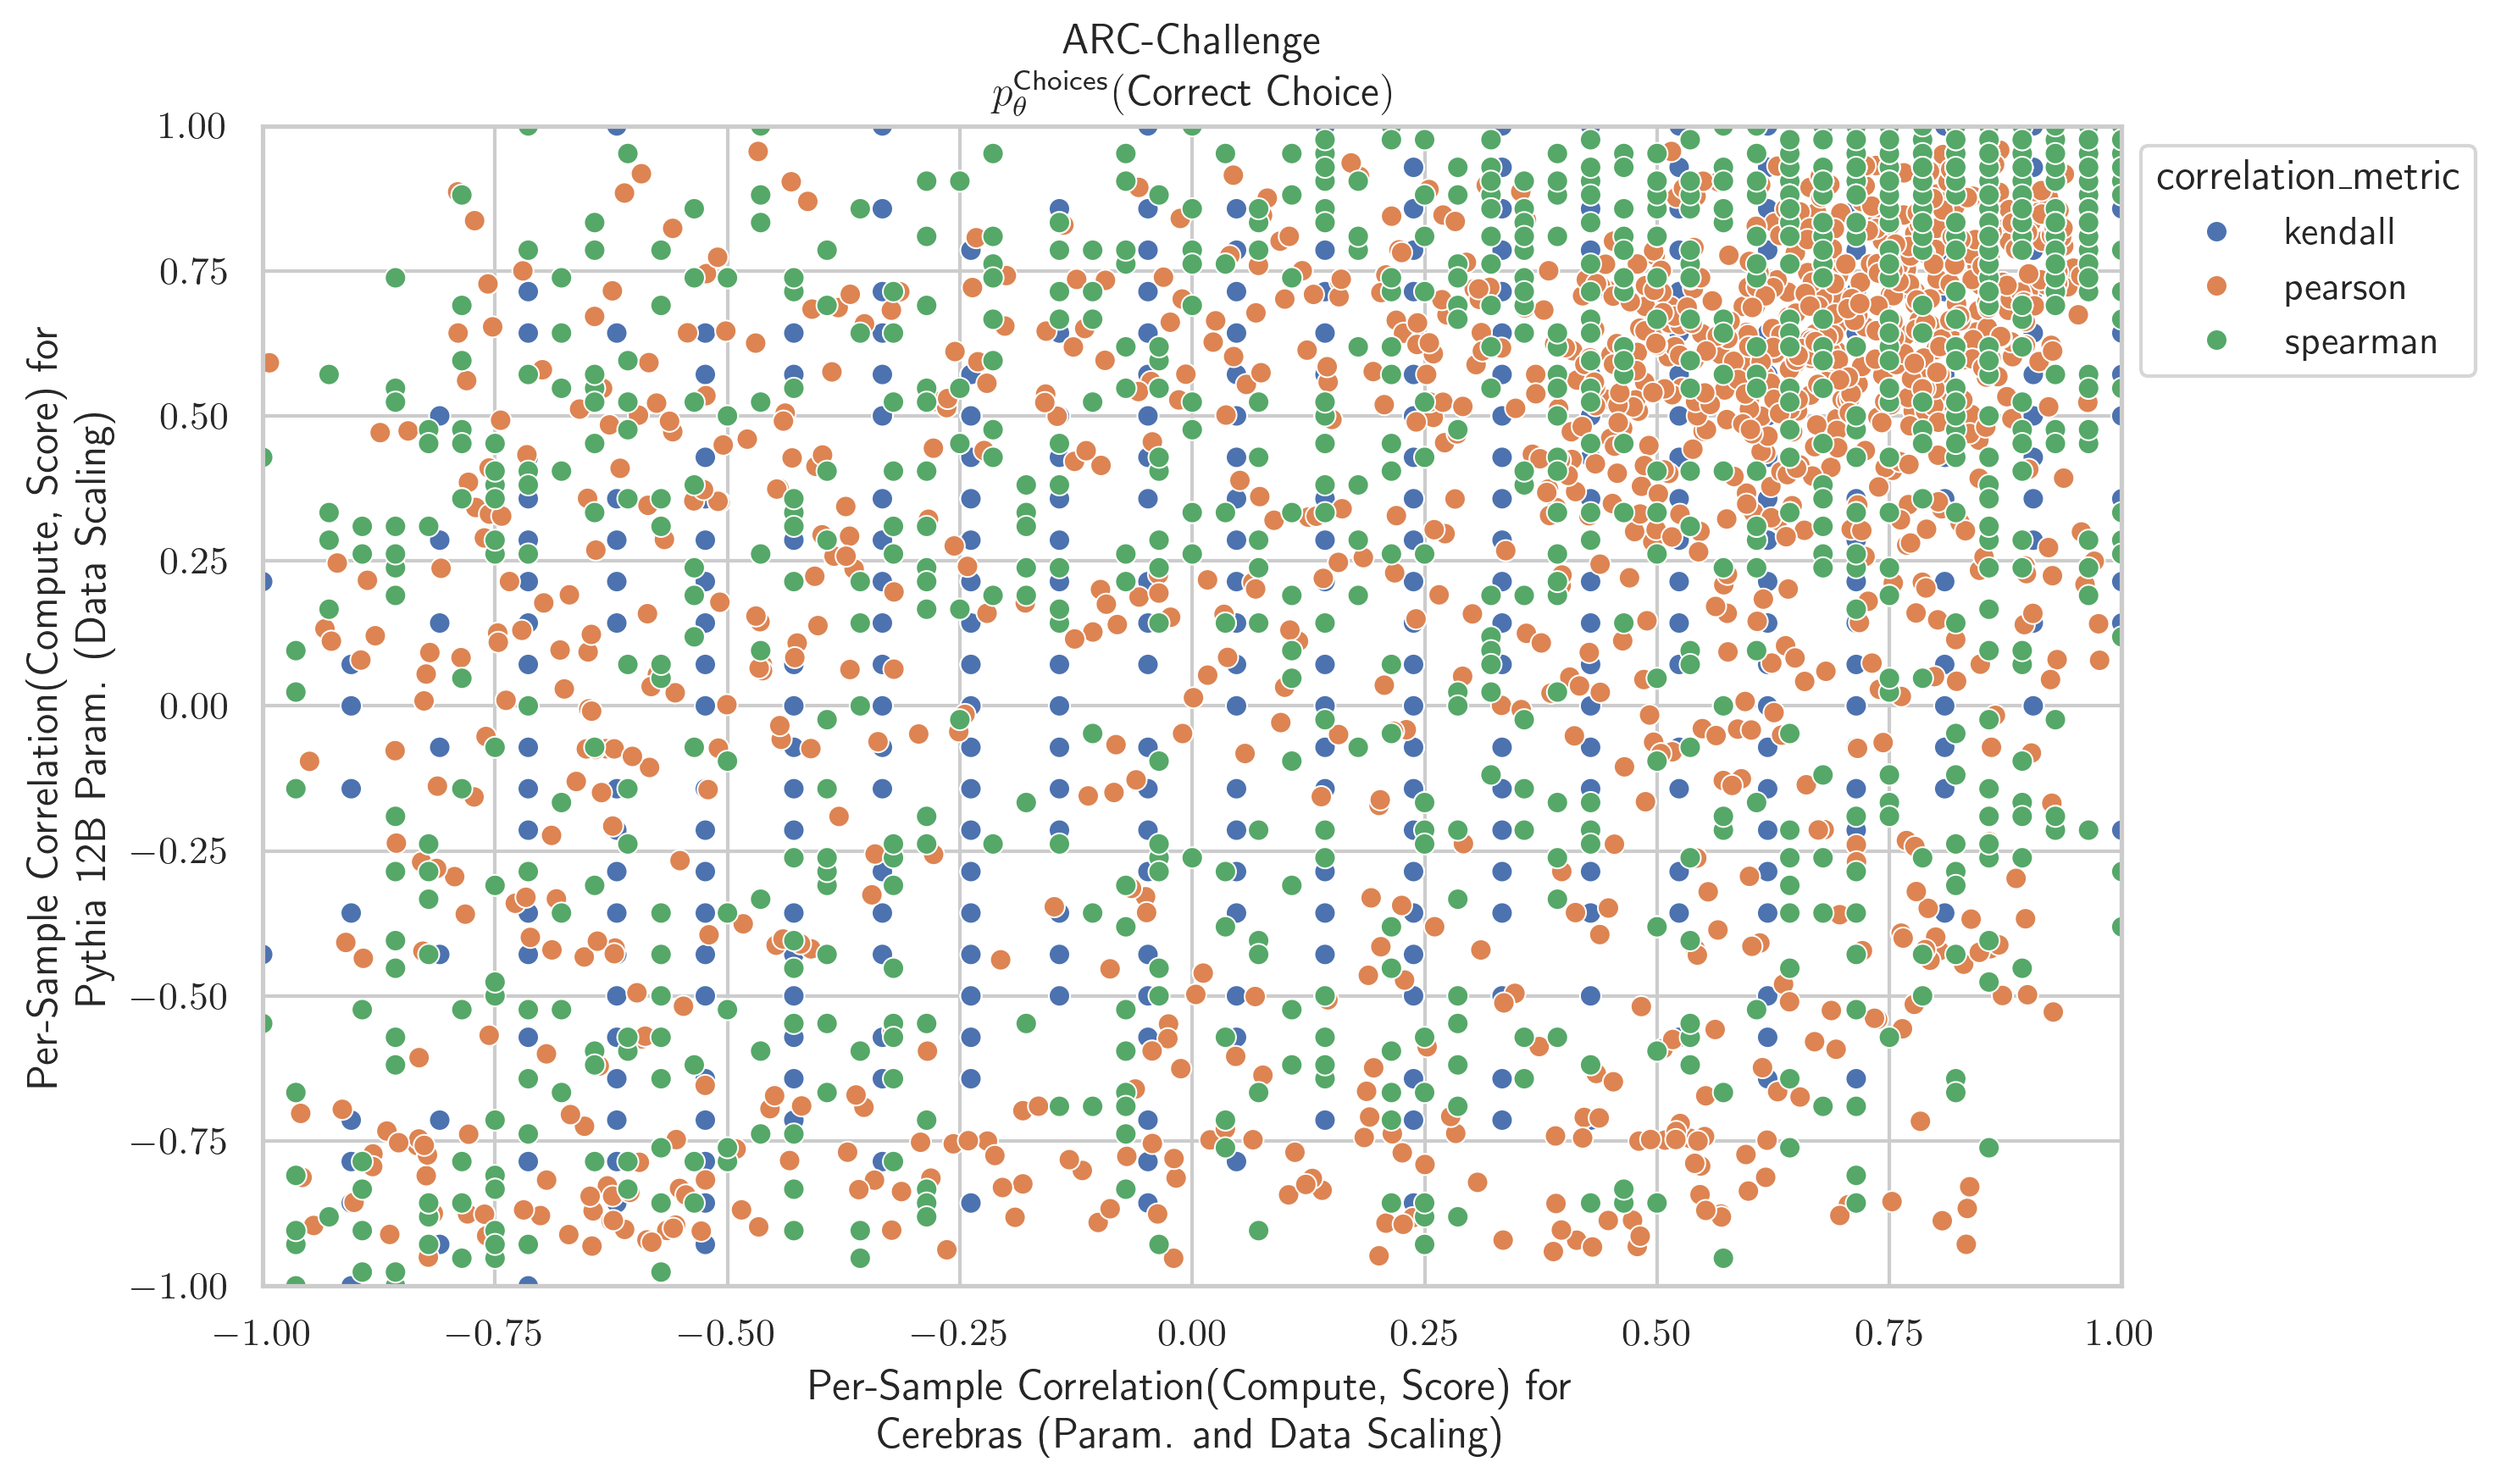 ARC-Challenge
p_θ^Choices(Correct Choice)
Per-Sample Correlation(Compute, Score) for
Pythia 12B Param. (Data Scaling)
1.00
0.75
0.50
0.25
0.00
−0.25
−0.50
−0.75
−1.00
−1.00 −0.75 −0.50 −0.25 0.00 0.25 0.50 0.75 1.00
Per-Sample Correlation(Compute, Score) for
Cerebras (Param. and Data Scaling)
correlation_metric
kendall
pearson
spearman